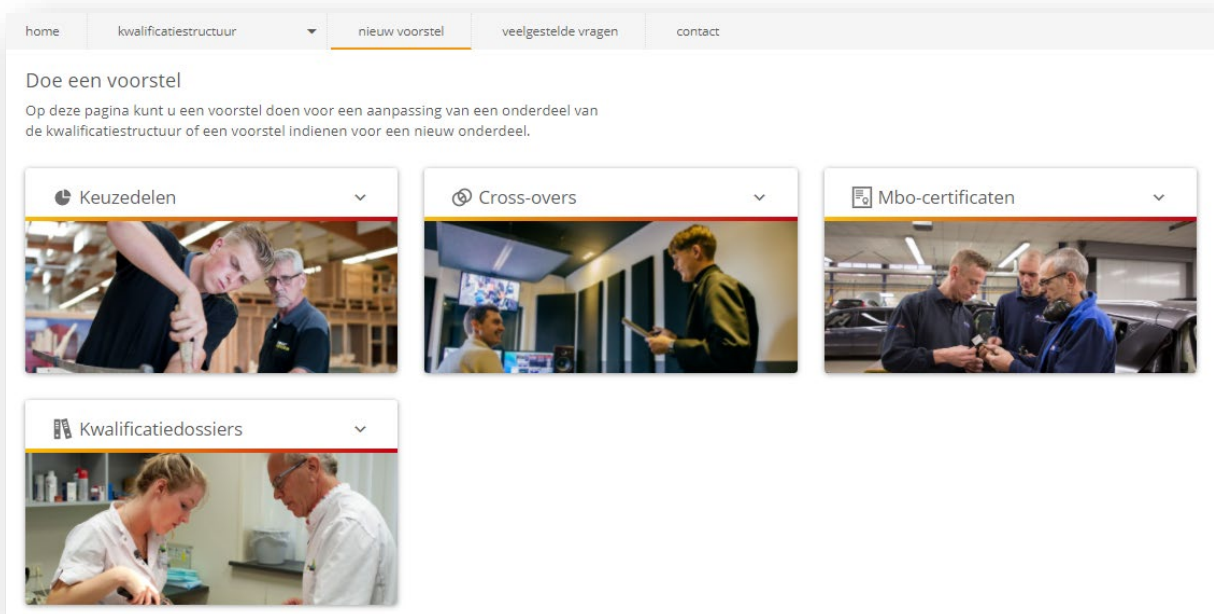 home kwalificatiestructuur nieuw voorstel veelgestelde vragen contact
Doe een voorstel
Op deze pagina kunt u een voorstel doen voor een aanpassing van een onderdeel van
de kwalificatiestructuur of een voorstel indienen voor een nieuw onderdeel.
Keuzedelen
Cross-overs
Mbo-certificaten
Kwalificatiedossiers